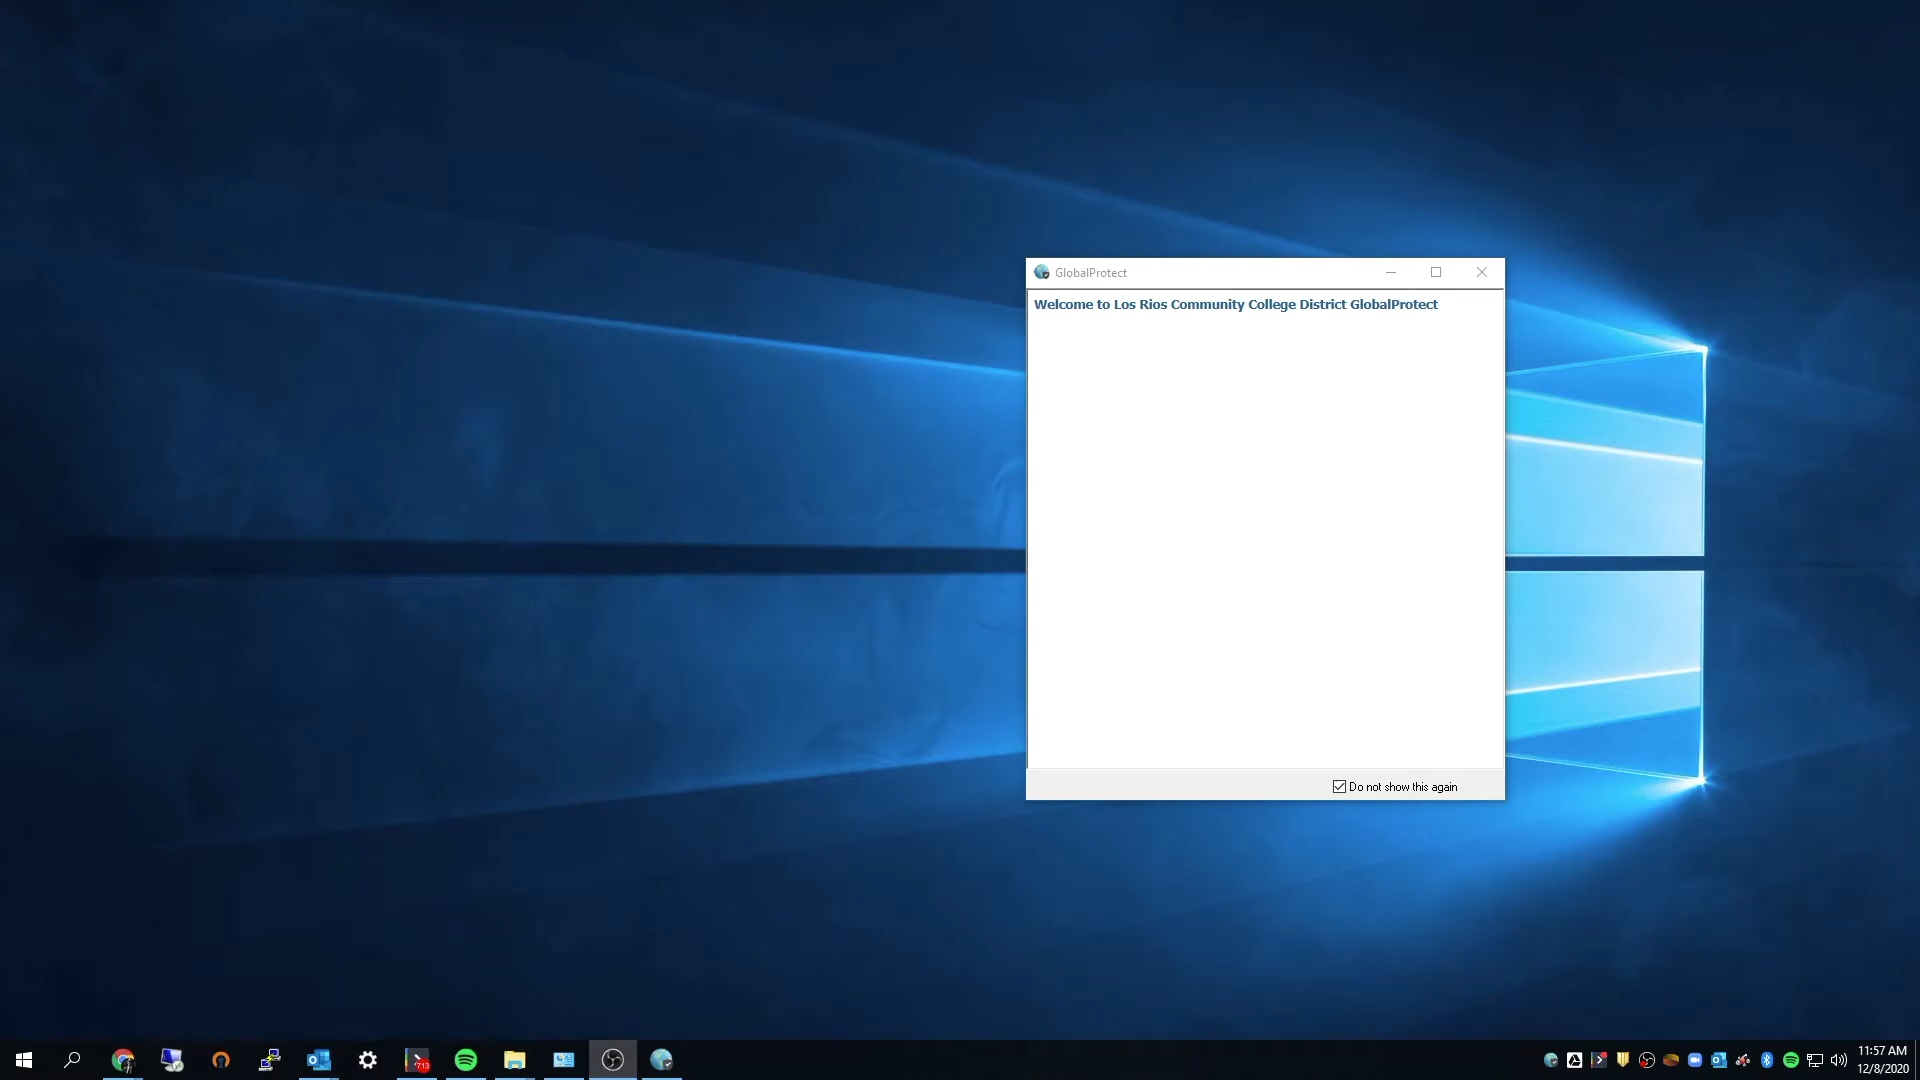 GlobalProtect
Welcome to Los Rios Community College District GlobalProtect
Do not show this again
713
11:57 AM
12/8/2020